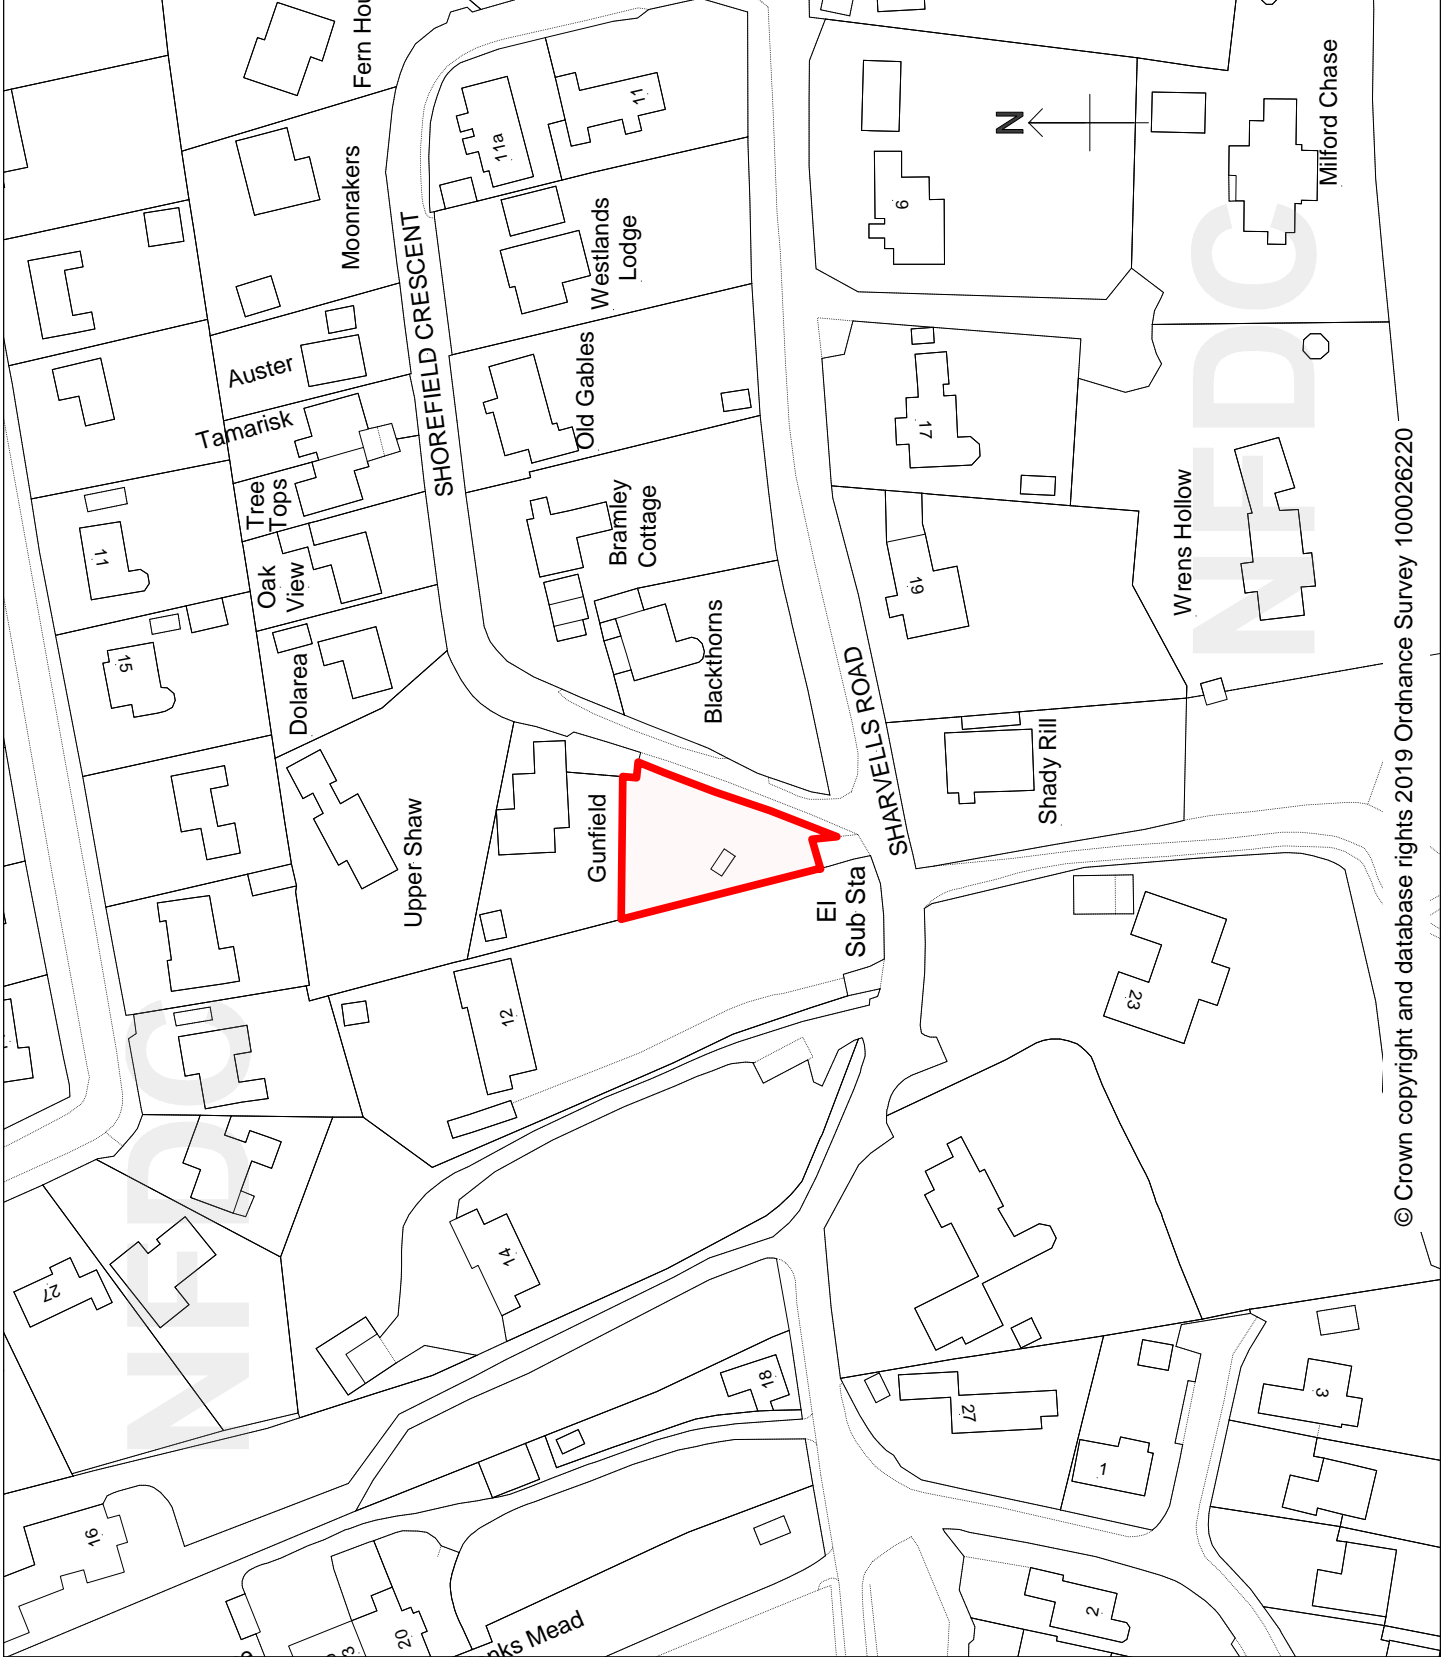 Fern Hou
Moonrakers
Auster
Tamarisk
Tree
Tops
Oak
View
Dolarea
Upper Shaw
Gunfield
SHOREFIELD CRESCENT
11a
11
Westlands
Lodge
Old Gables
Bramley
Cottage
Blackthorns
SHARVELLS ROAD
El
Sub Sta
9
17
19
Shady Rill
Wrens Hollow
Milford Chase
N
11
15
12
14
27
16
18
20
nks Mead
23
27
1
2
3
NFDC
NFDC
© Crown copyright and database rights 2019 Ordnance Survey 100026220